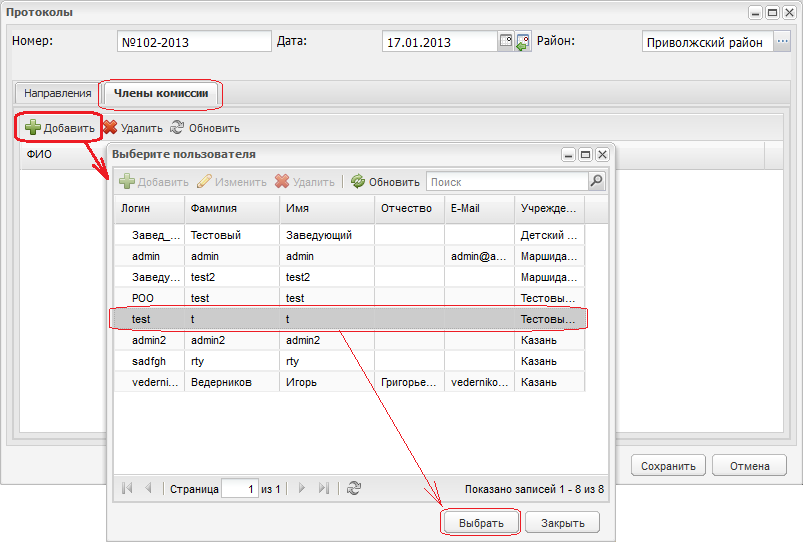 Протоколы
Номер: №102-2013 Дата: 17.01.2013 Район: Приволжский район ...
Направления Члены комиссии
Добавить Удалить Обновить
ФИО
Выберите пользователя
Добавить Изменить Удалить Обновить Поиск
Логин Фамилия Имя Отчество E-Mail Учрежде...
Завед_... Тестовый Заведующий Детский ...
admin admin admin admin@a... Маршида...
Заведу... test2 test2 Маршида...
РОО test test Тестовы...
test t t Тестовы...
admin2 admin2 admin2 Казань
sadfgh rty rty Казань
vederni... Ведерников Игорь Григорье... vederniko... Казань
Страница 1 из 1 Показано записей 1 - 8 из 8
Выбрать Закрыть
Сохранить Отмена